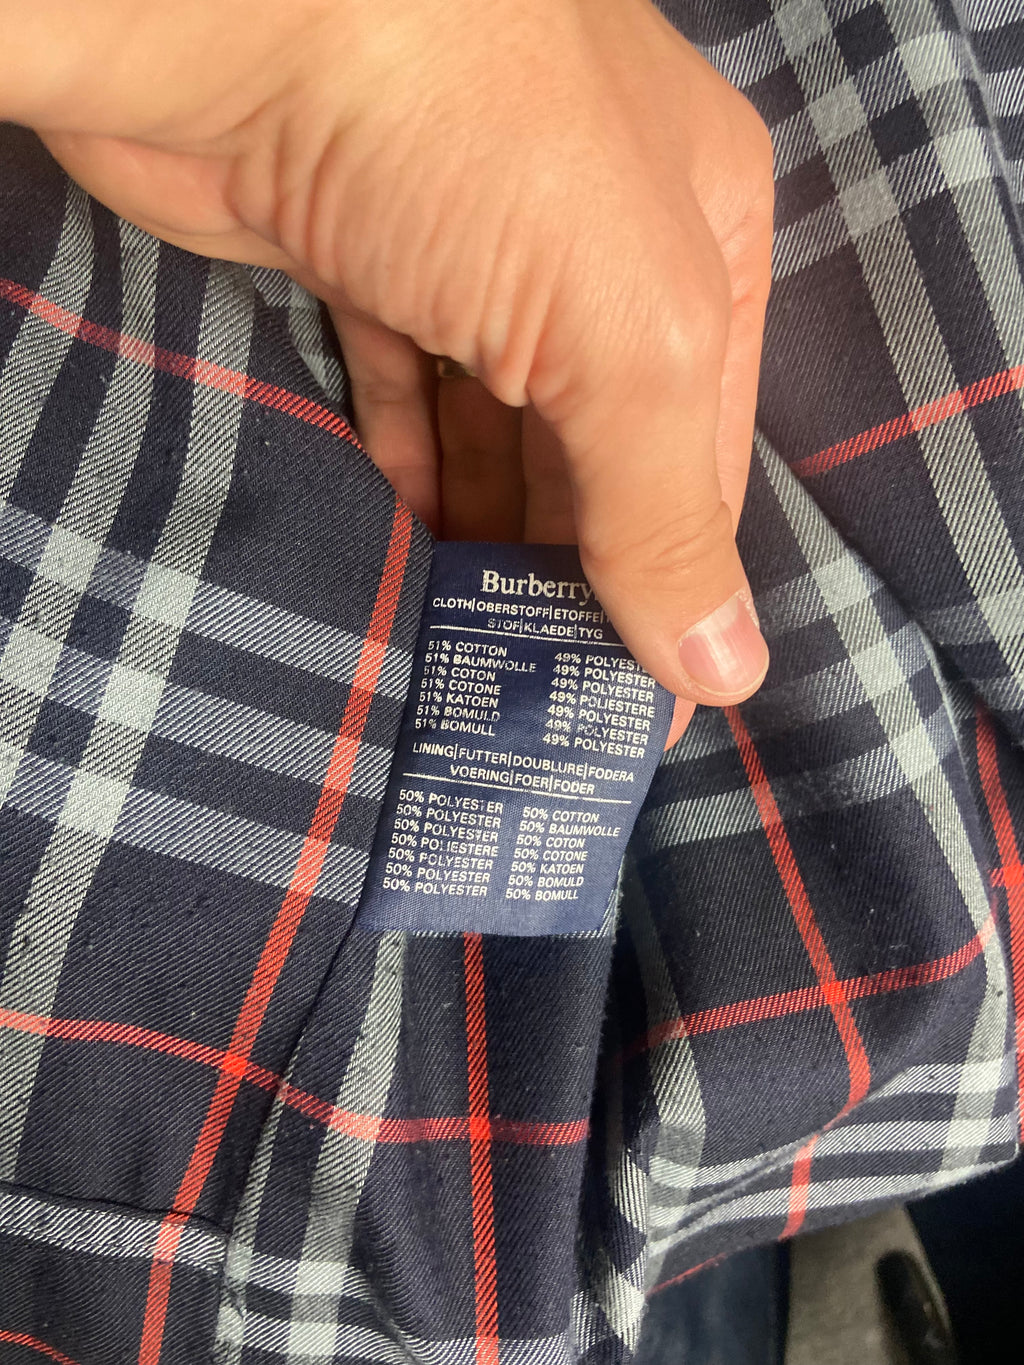 Burberry
CLOTH|OBERSTOFF|ETOFFE
STOF|KLAEDE|TYG
51% COTTON 49% POLYESTER
51% BAUMWOLLE 49% POLYESTER
51% COTON 49% POLYESTER
51% COTONE 49% POLIESTERE
51% KATOEN 49% POLYESTER
51% BOMULD 49% POLYESTER
51% BOMULL 49% POLYESTER
LINING|FUTTER|DOUBLURE|FODERA
VOERING|FOER|FODER
50% POLYESTER 50% COTTON
50% POLYESTER 50% BAUMWOLLE
50% POLYESTER 50% COTON
50% POLIESTERE 50% COTONE
50% POLYESTER 50% KATOEN
50% POLYESTER 50% BOMULD
50% POLYESTER 50% BOMULL